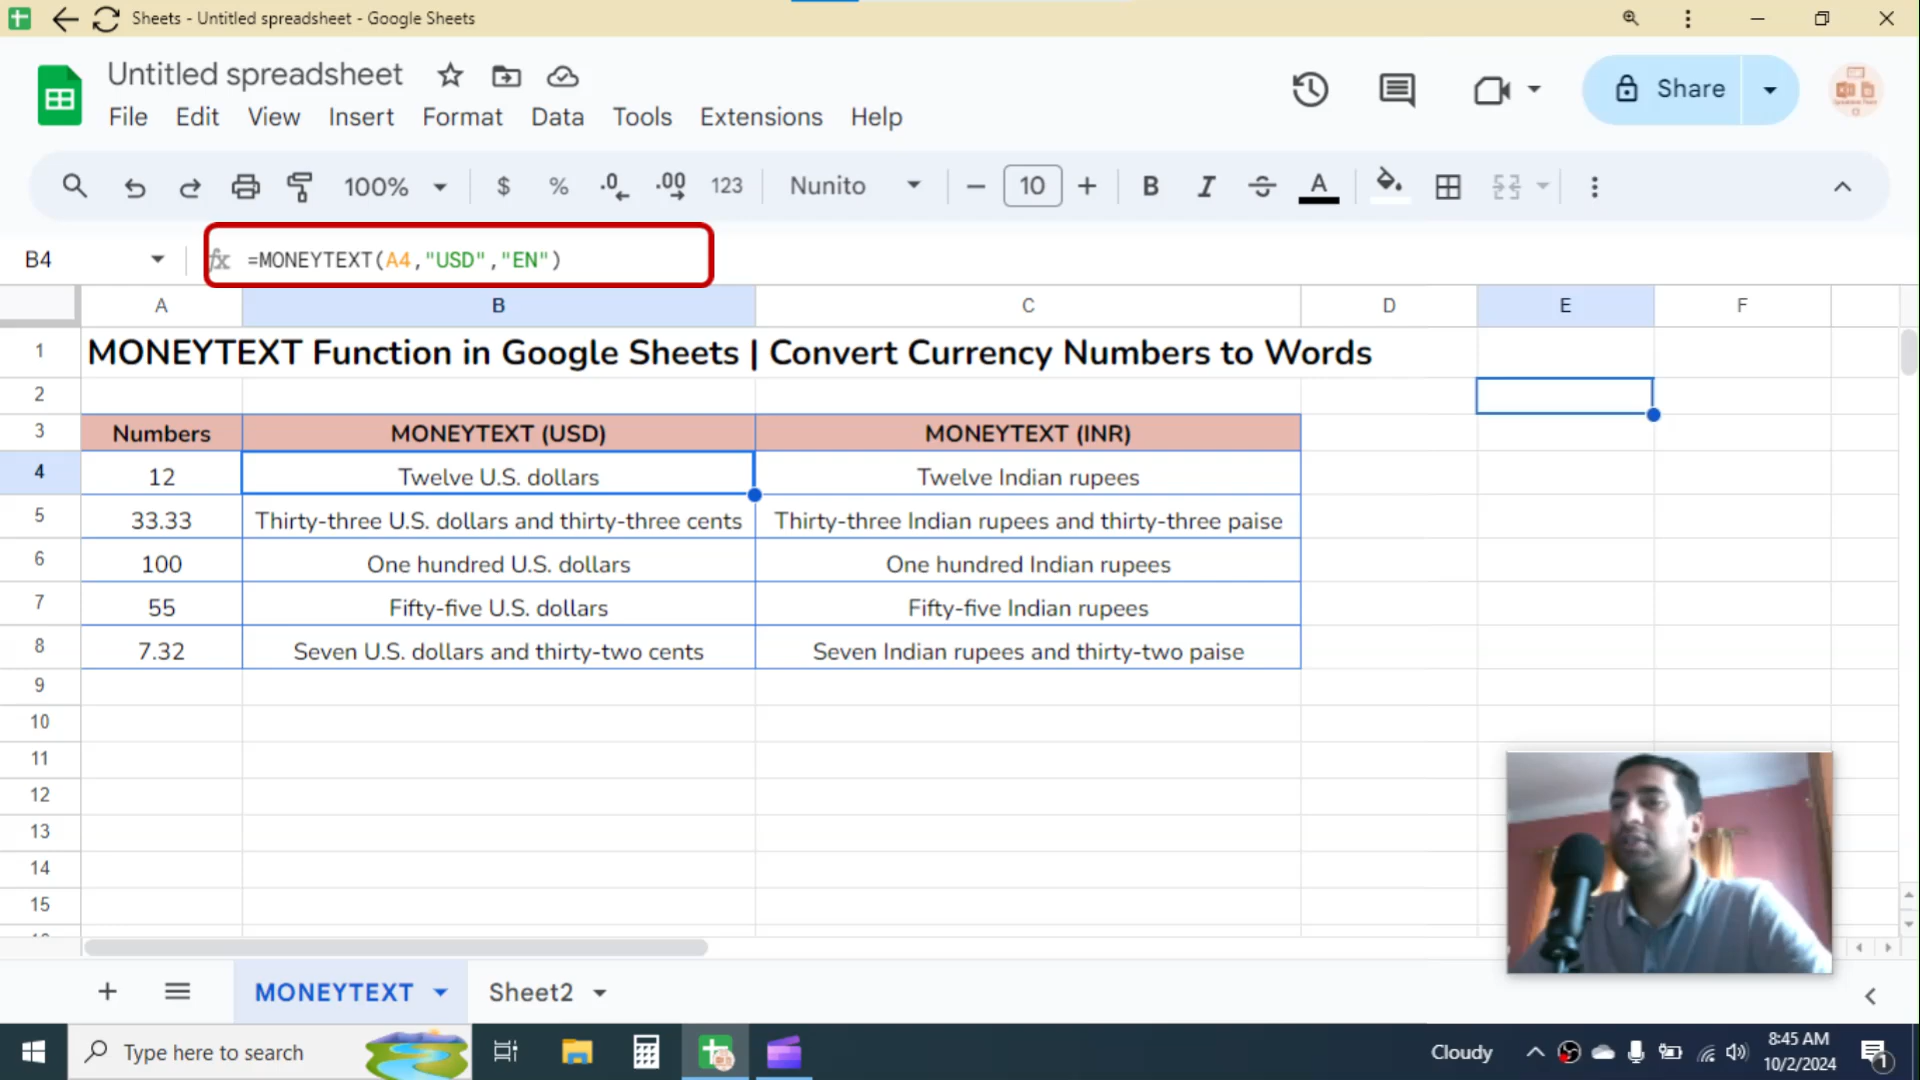 Sheets - Untitled spreadsheet - Google Sheets
Untitled spreadsheet
File Edit View Insert Format Data Tools Extensions Help
Share
100% $ % .0 .00 123 Nunito 10 B I A
B4 fx =MONEYTEXT(A4,"USD","EN")
A B C D E F
1 MONEYTEXT Function in Google Sheets | Convert Currency Numbers to Words
2
3 Numbers MONEYTEXT (USD) MONEYTEXT (INR)
4 12 Twelve U.S. dollars Twelve Indian rupees
5 33.33 Thirty-three U.S. dollars and thirty-three cents Thirty-three Indian rupees and thirty-three paise
6 100 One hundred U.S. dollars One hundred Indian rupees
7 55 Fifty-five U.S. dollars Fifty-five Indian rupees
8 7.32 Seven U.S. dollars and thirty-two cents Seven Indian rupees and thirty-two paise
9
10
11
12
13
14
15
MONEYTEXT Sheet2
Type here to search
Cloudy
8:45 AM
10/2/2024
1